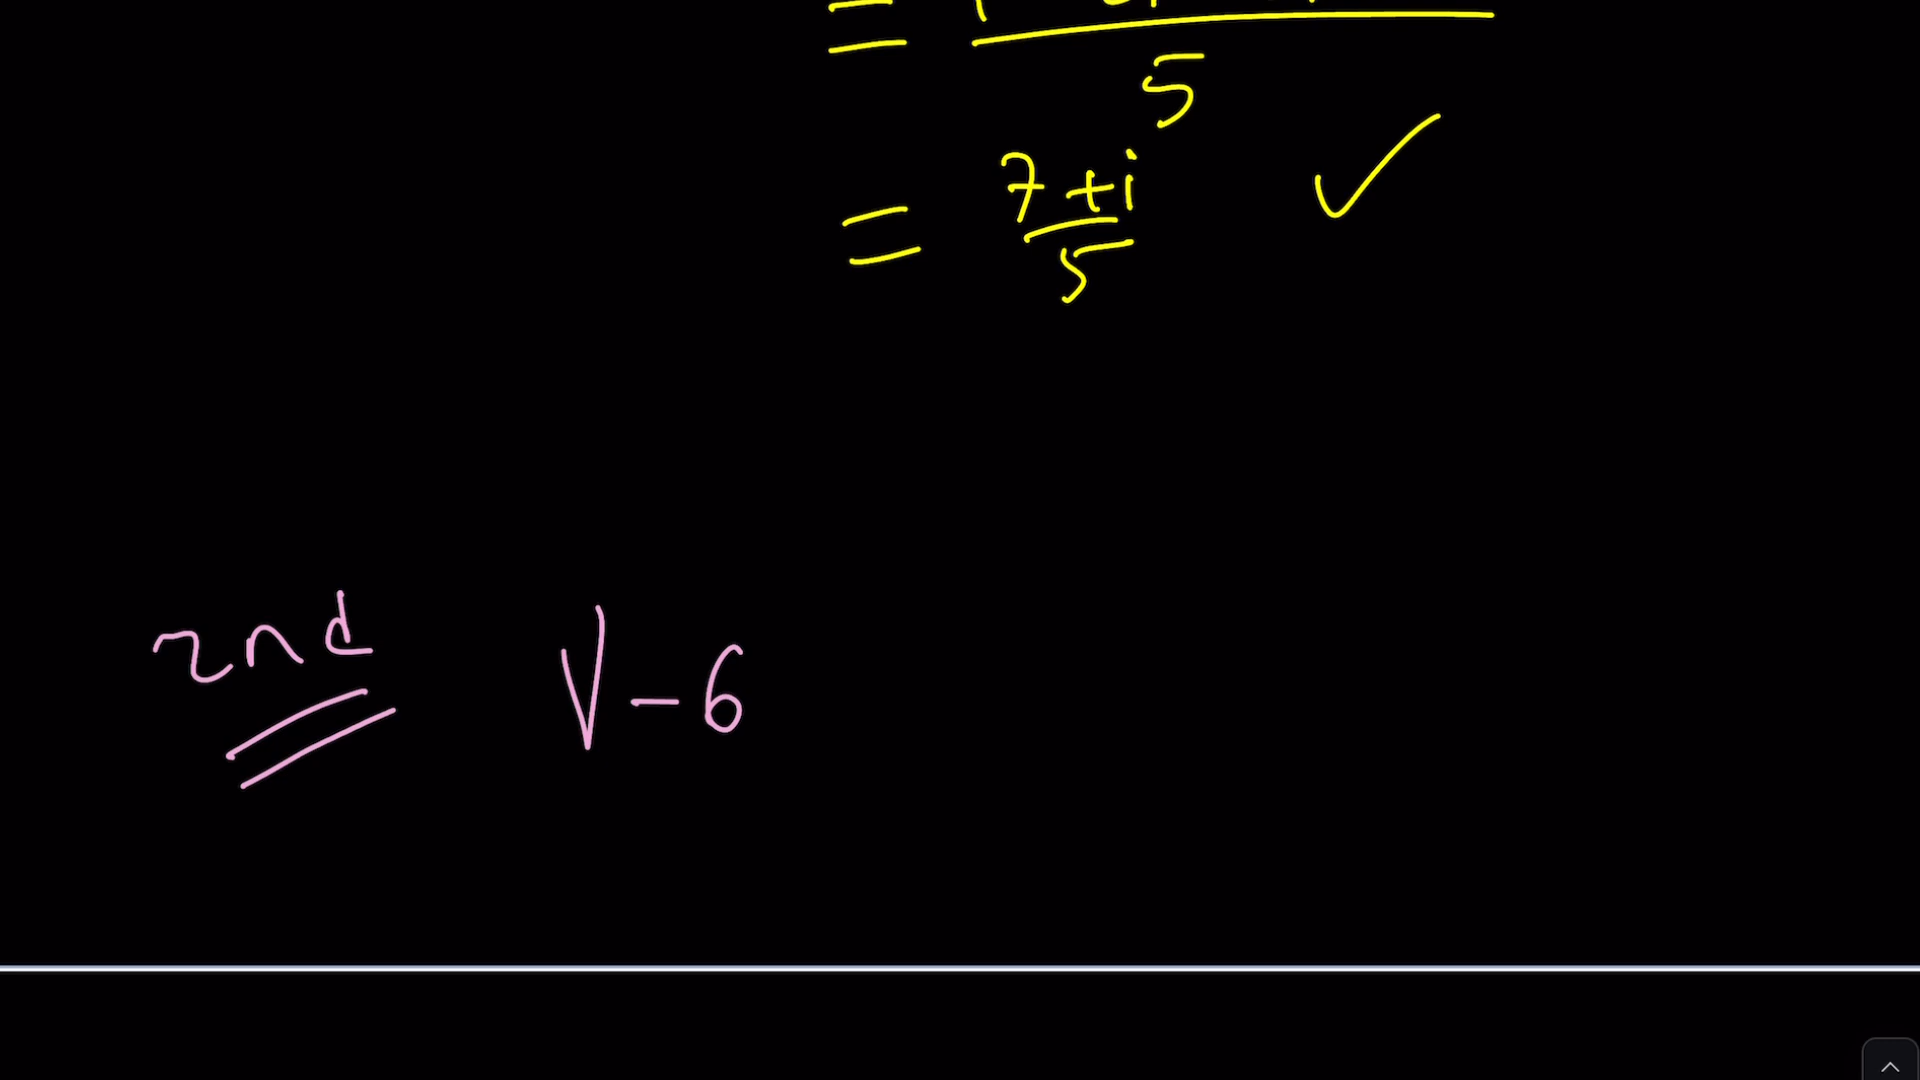 =
5
= 7 + i / 5 ✓
2nd √ - 6